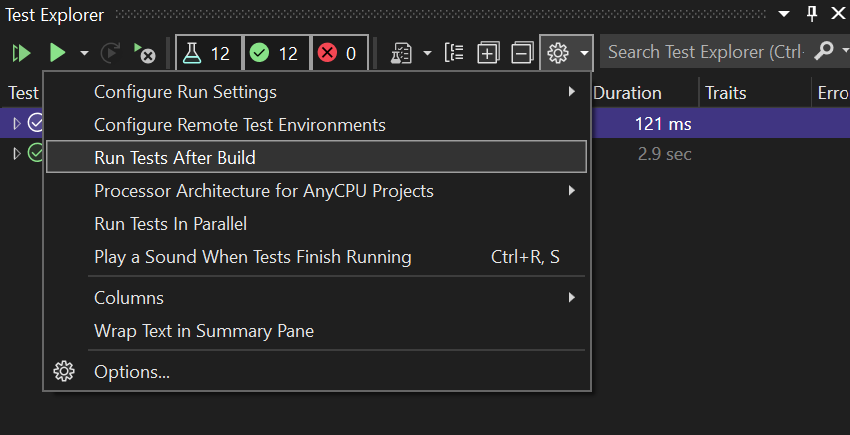 Test Explorer
12 12 0
Search Test Explorer (Ctrl-
Test Duration Traits Erro
121 ms
2.9 sec
Configure Run Settings
Configure Remote Test Environments
Run Tests After Build
Processor Architecture for AnyCPU Projects
Run Tests In Parallel
Play a Sound When Tests Finish Running Ctrl+R, S
Columns
Wrap Text in Summary Pane
Options...